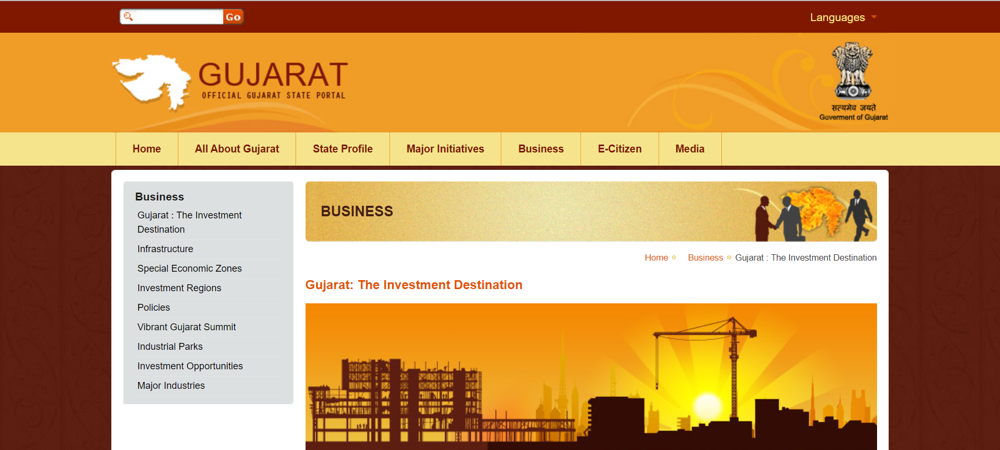 Go
Languages
GUJARAT
OFFICIAL GUJARAT STATE PORTAL
सत्यमेव जयते
Goverment of Gujarat
Home
All About Gujarat
State Profile
Major Initiatives
Business
E-Citizen
Media
Business
Gujarat : The Investment
Destination
Infrastructure
Special Economic Zones
Investment Regions
Policies
Vibrant Gujarat Summit
Industrial Parks
Investment Opportunities
Major Industries
BUSINESS
Home » Business » Gujarat : The Investment Destination
Gujarat: The Investment Destination